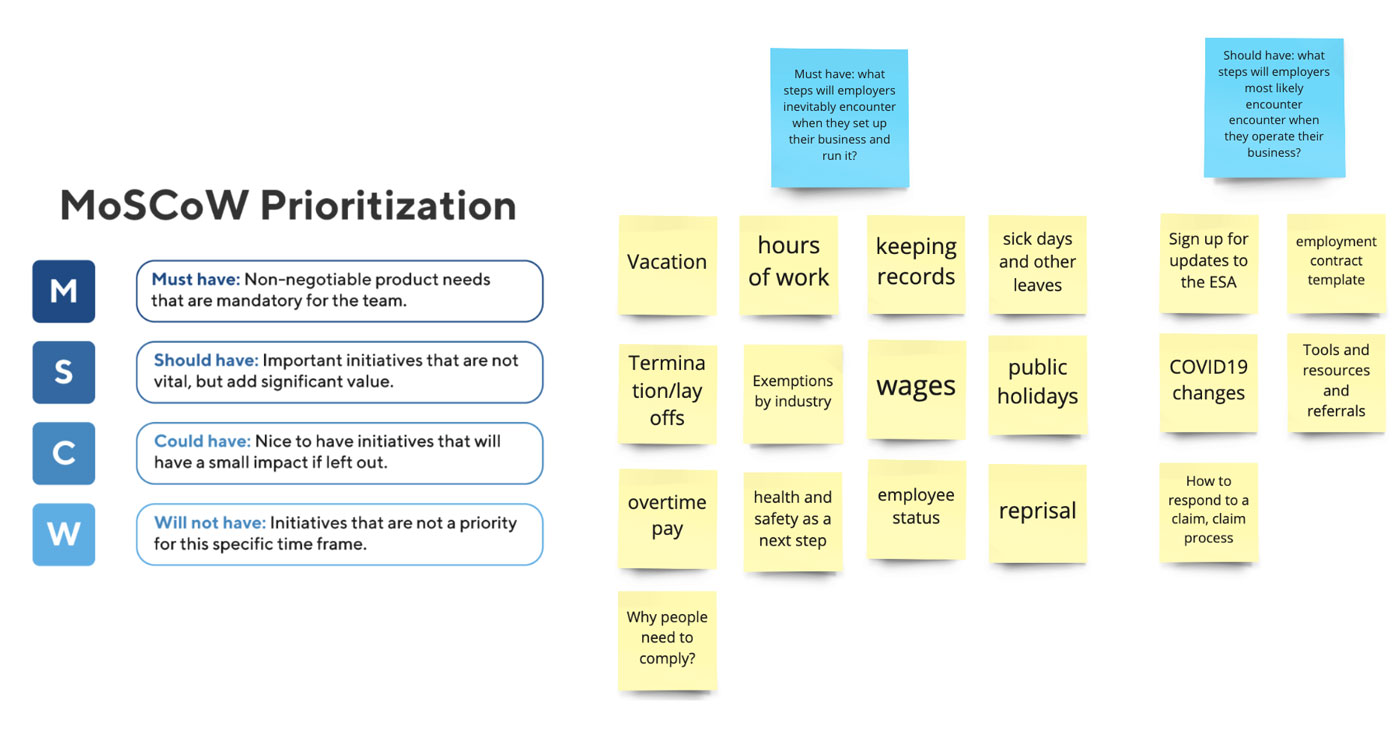 MoSCoW Prioritization
M
Must have: Non-negotiable product needs
that are mandatory for the team.
S
Should have: Important initiatives that are not
vital, but add significant value.
C
Could have: Nice to have initiatives that will
have a small impact if left out.
W
Will not have: Initiatives that are not a priority
for this specific time frame.
Must have: what
steps will employers
inevitably encounter
when they set up
their business and
run it?
Vacation
hours
of work
keeping
records
sick days
and other
leaves
Termina
tion/lay
offs
Exemptions
by industry
wages
public
holidays
overtime
pay
health and
safety as a
next step
employee
status
reprisal
Why people
need to
comply?
Should have: what
steps will employers
most likely
encounter
encounter when
they operate their
business?
Sign up for
updates to
the ESA
employment
contract
template
COVID19
changes
Tools and
resources
and
referrals
How to
respond to a
claim, claim
process